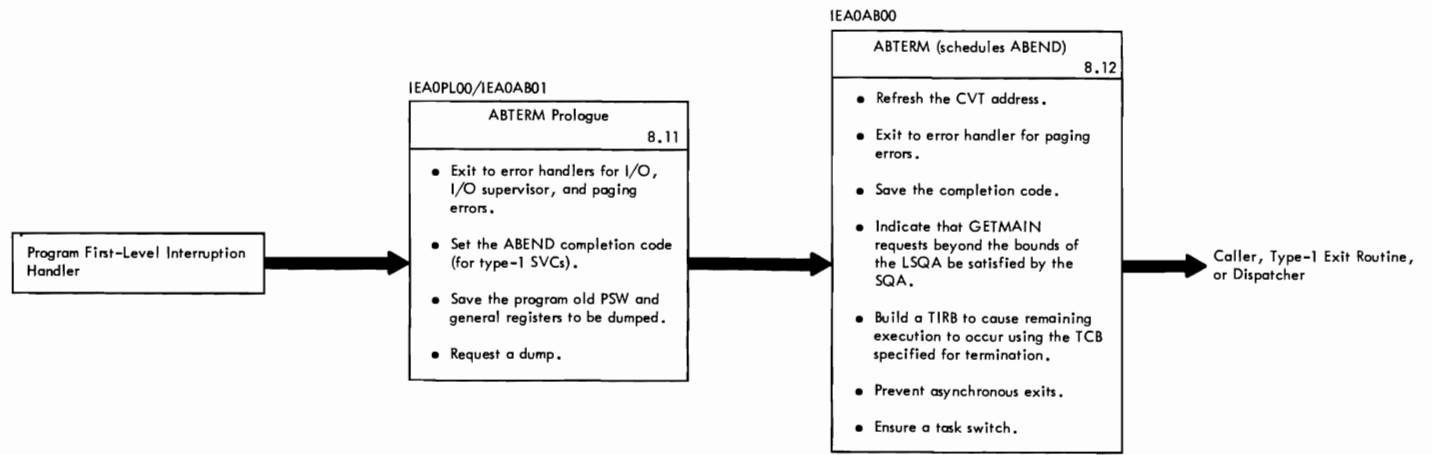 Program First-Level Interruption
Handler
IEA0PL00/IEA0AB01
ABTERM Prologue
8.11
• Exit to error handlers for I/O,
I/O supervisor, and paging
errors.
• Set the ABEND completion code
(for type-1 SVCs).
• Save the program old PSW and
general registers to be dumped.
• Request a dump.
IEA0AB00
ABTERM (schedules ABEND)
8.12
• Refresh the CVT address.
• Exit to error handler for paging
errors.
• Save the completion code.
• Indicate that GETMAIN
requests beyond the bounds of
the LSQA be satisfied by the
SQA.
• Build a TIRB to cause remaining
execution to occur using the TCB
specified for termination.
• Prevent asynchronous exits.
• Ensure a task switch.
Caller, Type-1 Exit Routine,
or Dispatcher